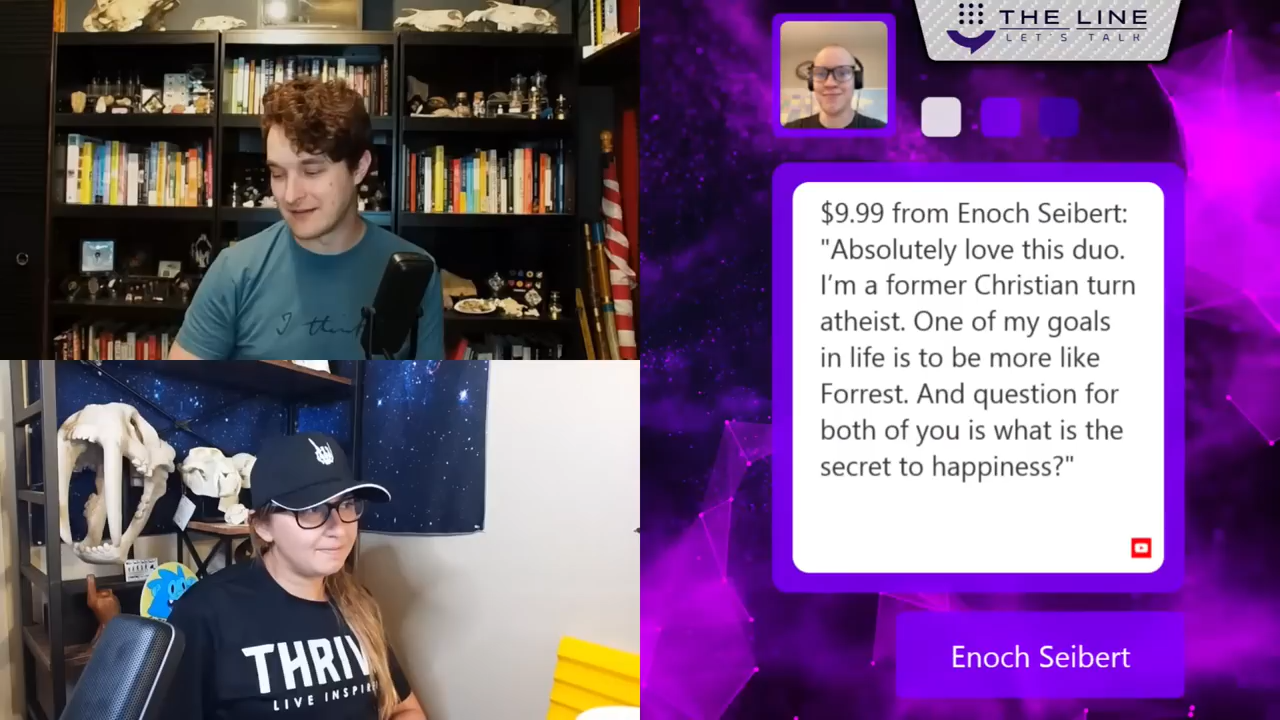 THE LINE
LET'S TALK
$9.99 from Enoch Seibert:
"Absolutely love this duo.
I'm a former Christian turn
atheist. One of my goals
in life is to be more like
Forrest. And question for
both of you is what is the
secret to happiness?"
Enoch Seibert
I think
THRIV
LIVE INSPIR